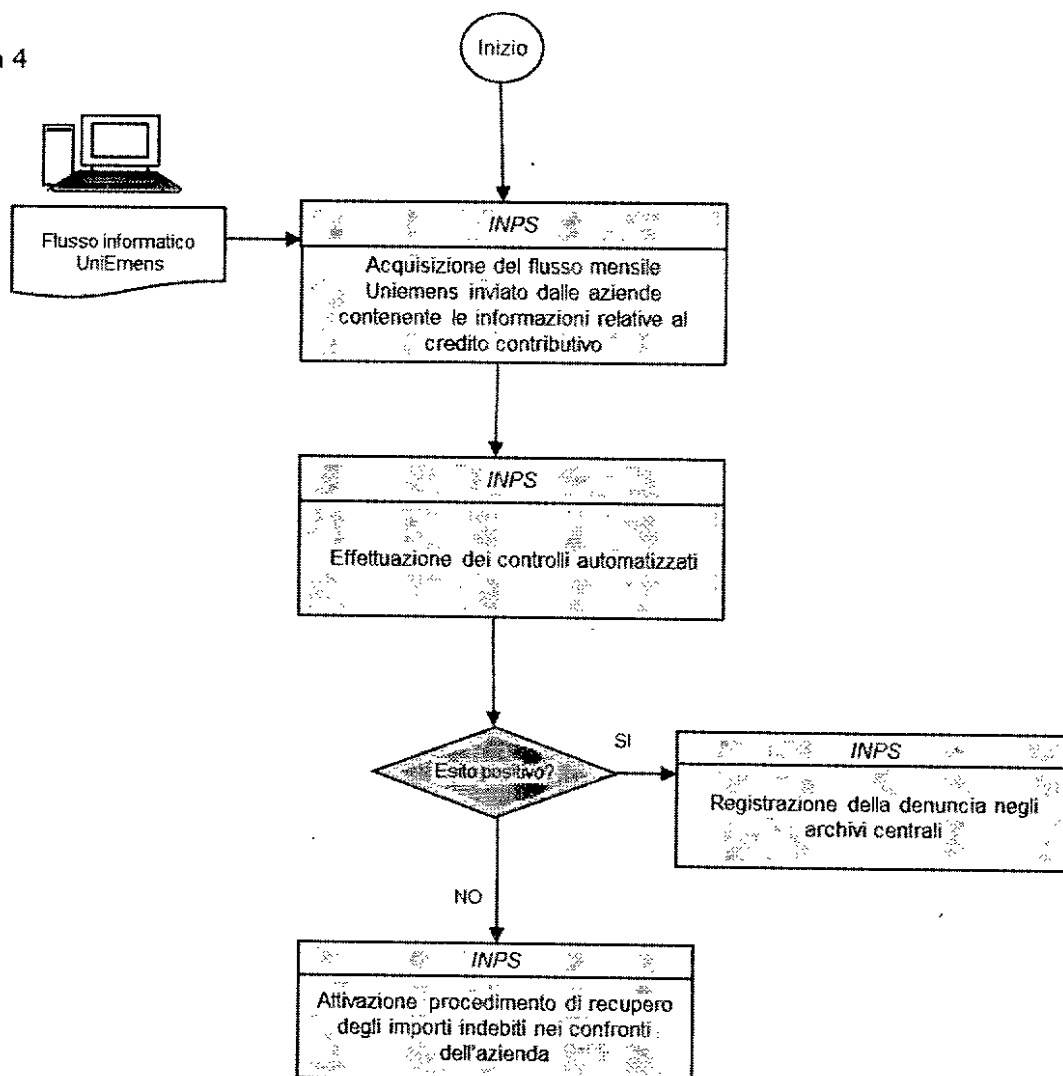 4
Inizio
Flusso informatico
UniEmens
INPS
Acquisizione del flusso mensile
Uniemens inviato dalle aziende
contenente le informazioni relative al
credito contributivo
INPS
Effettuazione dei controlli automatizzati
Esito positivo?
SI
INPS
Registrazione della denuncia negli
archivi centrali
NO
INPS
Attivazione procedimento di recupero
degli importi indebiti nei confronti
dell'azienda